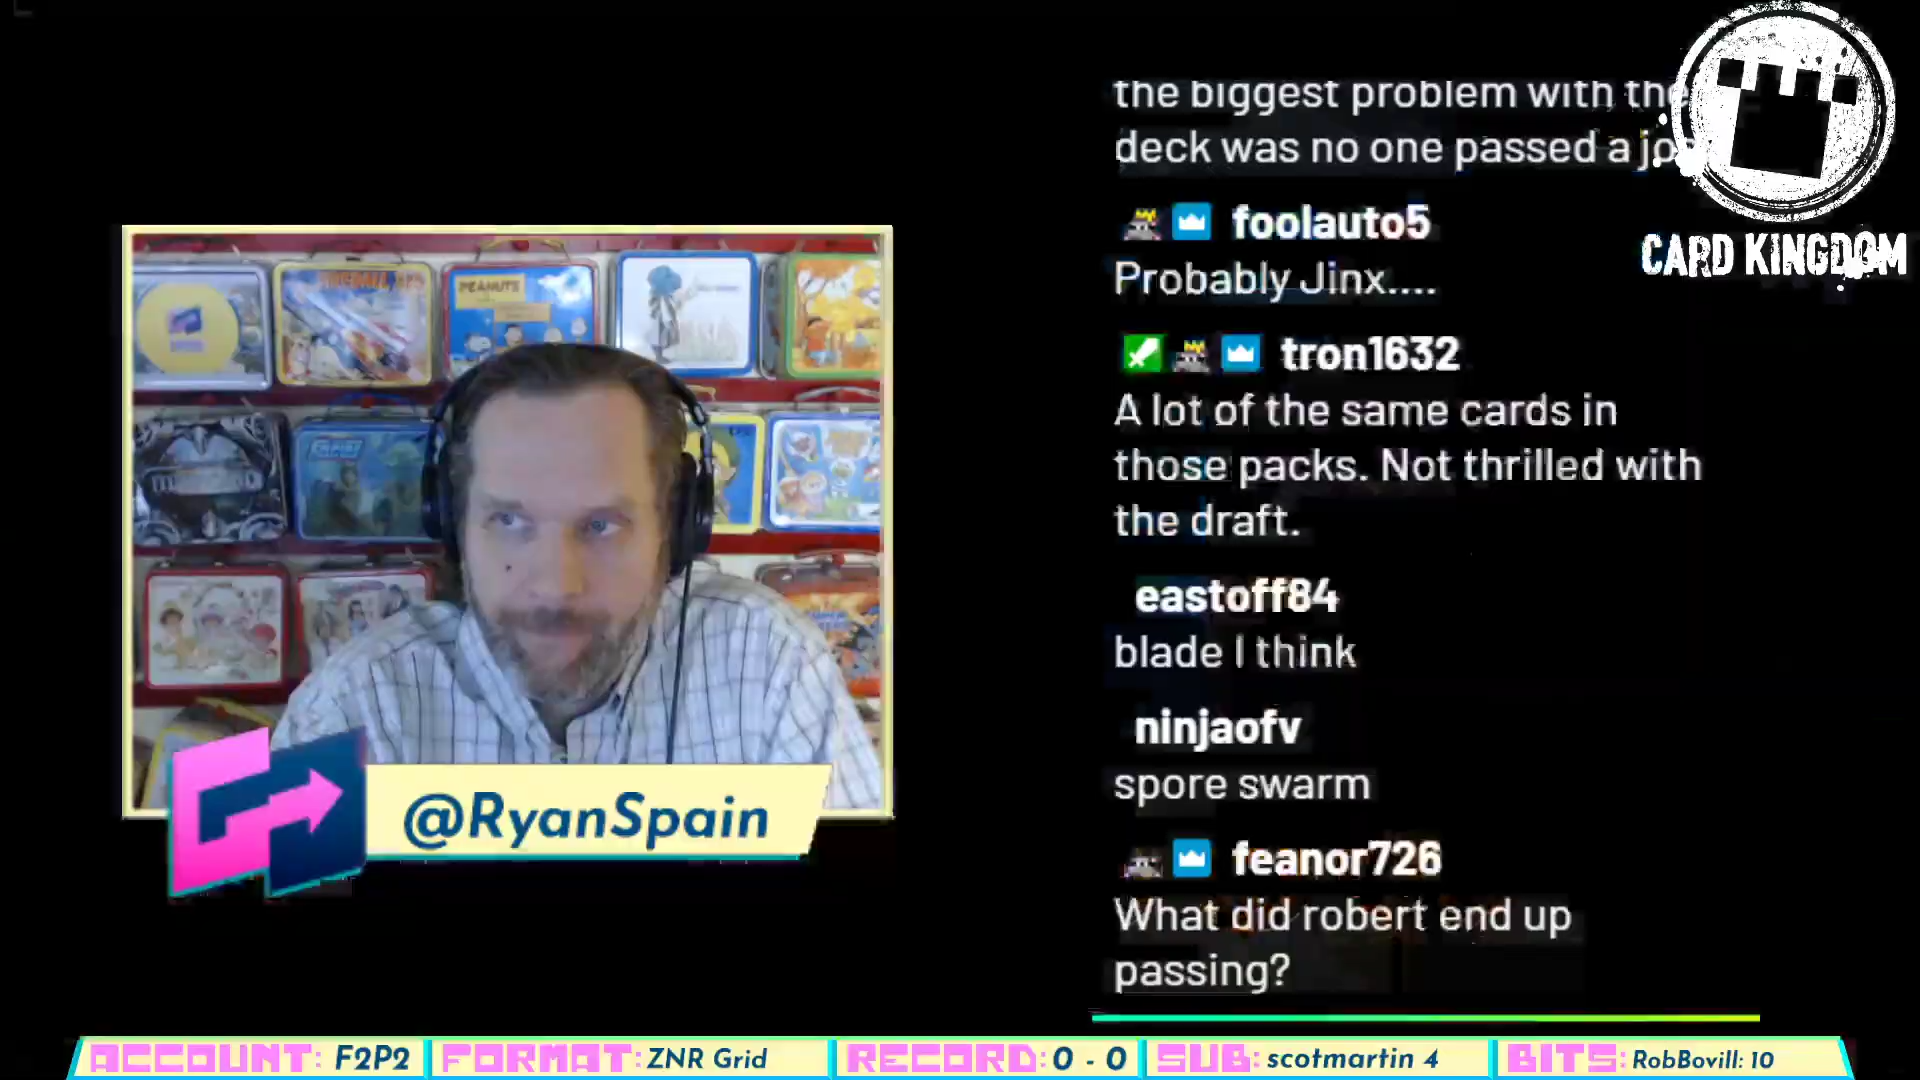 the biggest problem with the
deck was no one passed a
foolauto5
Probably Jinx....
tron1632
A lot of the same cards in
those packs. Not thrilled with
the draft.
eastoff84
blade I think
ninjaofv
spore swarm
feanor726
What did robert end up
passing?
CARD KINGDOM
PEANUTS
@RyanSpain
ACCOUNT: F2P2
FORMAT: ZNR Grid
RECORD: 0 - 0
SUB: scotmartin 4
BITS: RobBovill: 10